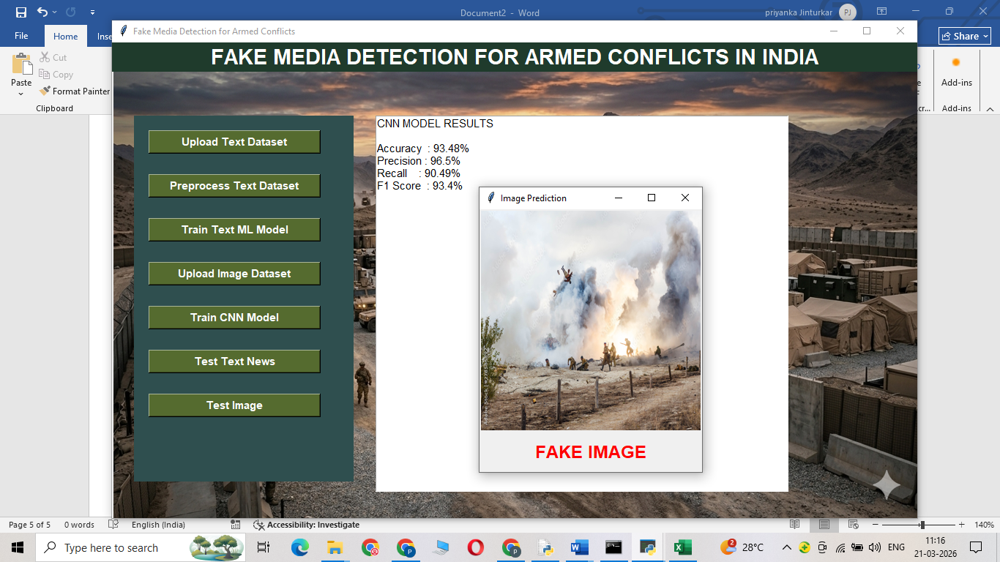 Document2 - Word
priyanka Jinturkar
PJ
File
Home
Inse
Share
Paste
Cut
Copy
Format Painter
Clipboard
e
cr...
Add-ins
Add-ins
Fake Media Detection for Armed Conflicts
FAKE MEDIA DETECTION FOR ARMED CONFLICTS IN INDIA
Upload Text Dataset
Preprocess Text Dataset
Train Text ML Model
Upload Image Dataset
Train CNN Model
Test Text News
Test Image
CNN MODEL RESULTS
Accuracy : 93.48%
Precision : 96.5%
Recall : 90.49%
F1 Score : 93.4%
Image Prediction
Adobe Stock
FAKE IMAGE
Page 5 of 5
0 words
English (India)
Accessibility: Investigate
140%
Type here to search
2
28°C
ENG
11:16
21-03-2026